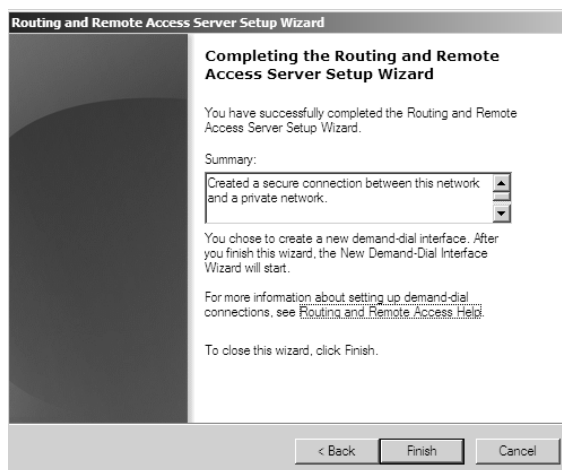 Routing and Remote Access Server Setup Wizard
Completing the Routing and Remote
Access Server Setup Wizard
You have successfully completed the Routing and Remote
Access Server Setup Wizard.
Summary:
Created a secure connection between this network
and a private network.
You chose to create a new demand-dial interface. After
you finish this wizard, the New Demand-Dial Interface
Wizard will start.
For more information about setting up demand-dial
connections, see Routing and Remote Access Help.
To close this wizard, click Finish.
< Back
Finish
Cancel